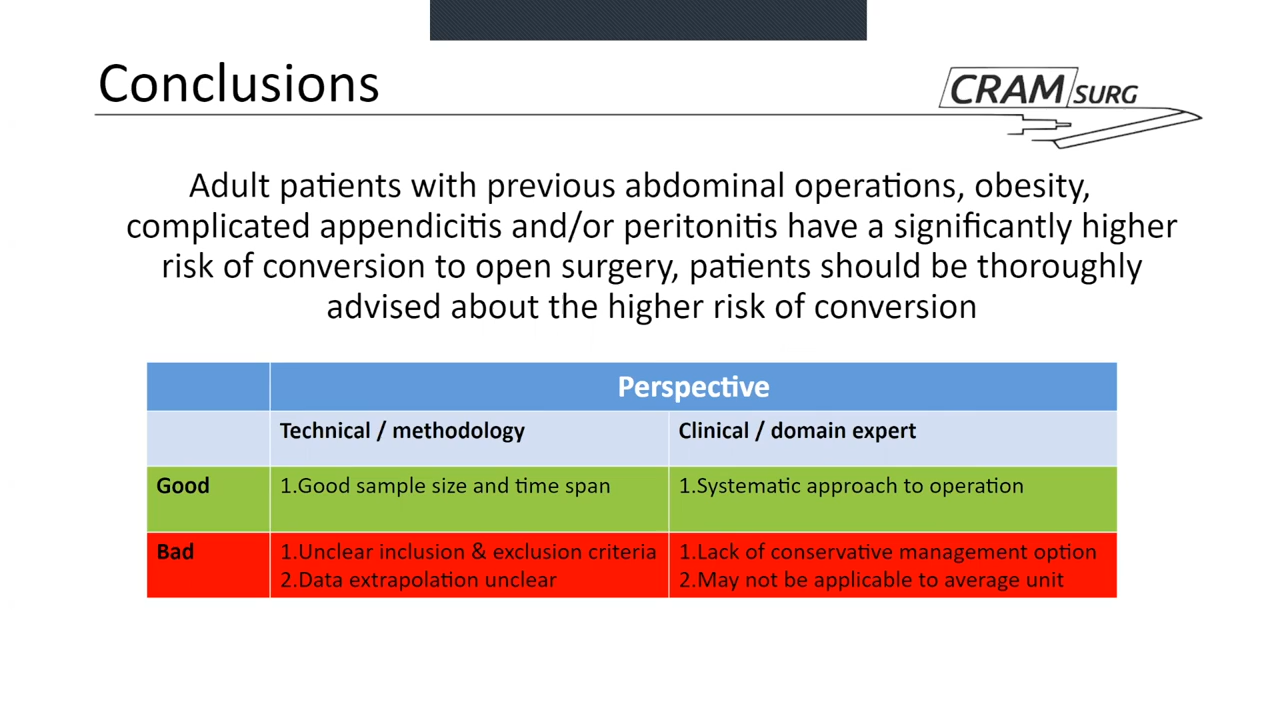 Conclusions
CRAM SURG
Adult patients with previous abdominal operations, obesity,
complicated appendicitis and/or peritonitis have a significantly higher
risk of conversion to open surgery, patients should be thoroughly
advised about the higher risk of conversion
Perspective
Technical / methodology
Clinical / domain expert
Good
1.Good sample size and time span
1.Systematic approach to operation
Bad
1.Unclear inclusion & exclusion criteria
2.Data extrapolation unclear
1.Lack of conservative management option
2.May not be applicable to average unit